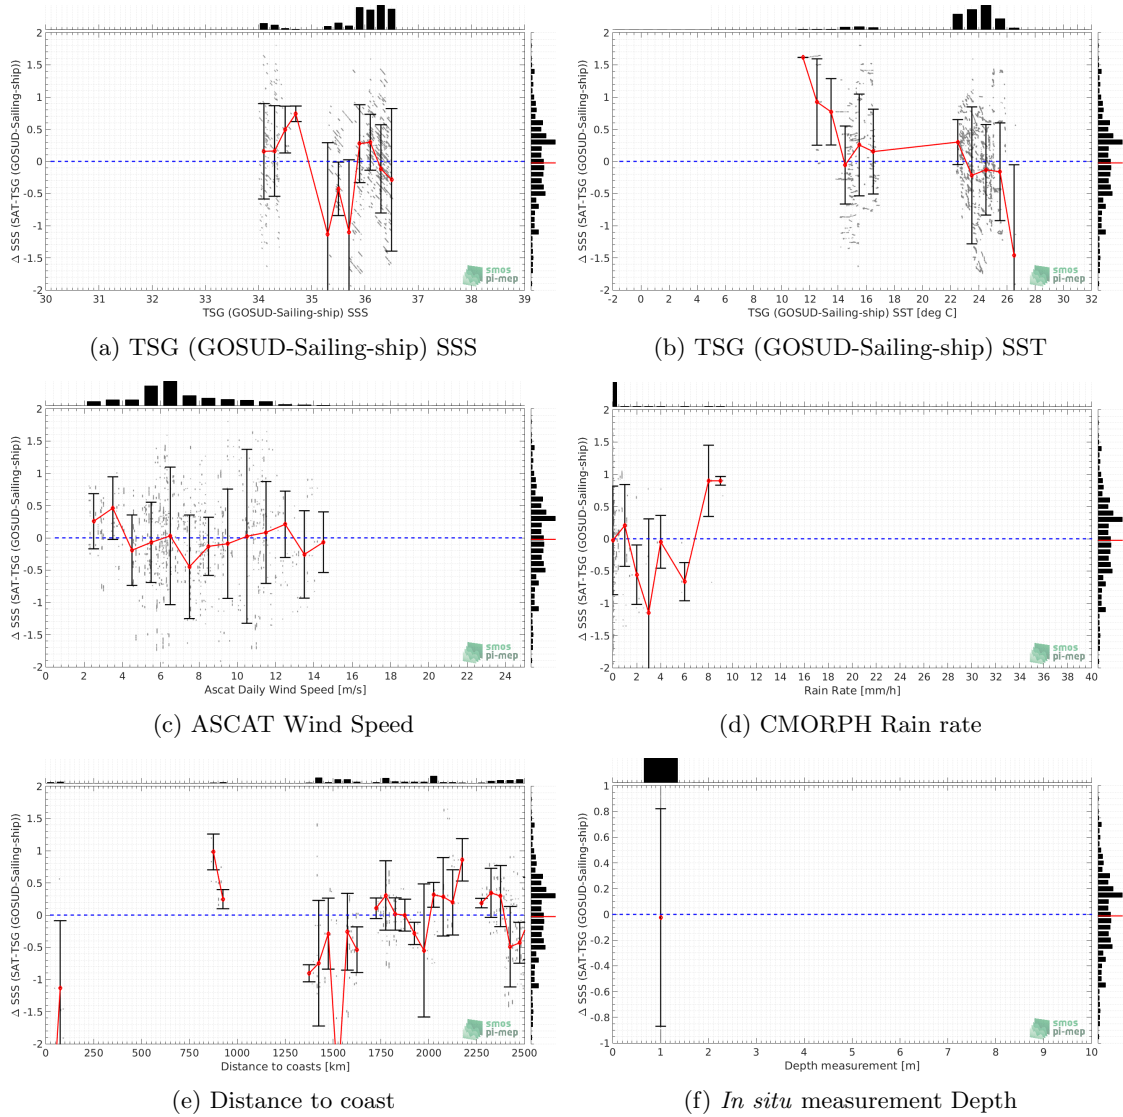 Δ SSS (SAT-TSG (GOSUD-Sailing-ship))
2
1.5
1
0.5
0
-0.5
-1
-1.5
-2
30 31 32 33 34 35 36 37 38 39
TSG (GOSUD-Sailing-ship) SSS
smos
pi-mep
(a) TSG (GOSUD-Sailing-ship) SSS
Δ SSS (SAT-TSG (GOSUD-Sailing-ship))
2
1.5
1
0.5
0
-0.5
-1
-1.5
-2
-2 0 2 4 6 8 10 12 14 16 18 20 22 24 26 28 30 32
TSG (GOSUD-Sailing-ship) SST [deg C]
smos
pi-mep
(b) TSG (GOSUD-Sailing-ship) SST
Δ SSS (SAT-TSG (GOSUD-Sailing-ship))
2
1.5
1
0.5
0
-0.5
-1
-1.5
-2
0 2 4 6 8 10 12 14 16 18 20 22 24
Ascat Daily Wind Speed [m/s]
smos
pi-mep
(c) ASCAT Wind Speed
Δ SSS (SAT-TSG (GOSUD-Sailing-ship))
2
1.5
1
0.5
0
-0.5
-1
-1.5
-2
0 2 4 6 8 10 12 14 16 18 20 22 24 26 28 30 32 34 36 38 40
Rain Rate [mm/h]
smos
pi-mep
(d) CMORPH Rain rate
Δ SSS (SAT-TSG (GOSUD-Sailing-ship))
2
1.5
1
0.5
0
-0.5
-1
-1.5
-2
0 250 500 750 1000 1250 1500 1750 2000 2250 2500
Distance to coasts [km]
smos
pi-mep
(e) Distance to coast
Δ SSS (SAT-TSG (GOSUD-Sailing-ship))
1
0.8
0.6
0.4
0.2
0
-0.2
-0.4
-0.6
-0.8
-1
0 1 2 3 4 5 6 7 8 9 10
Depth measurement [m]
smos
pi-mep
(f) In situ measurement Depth